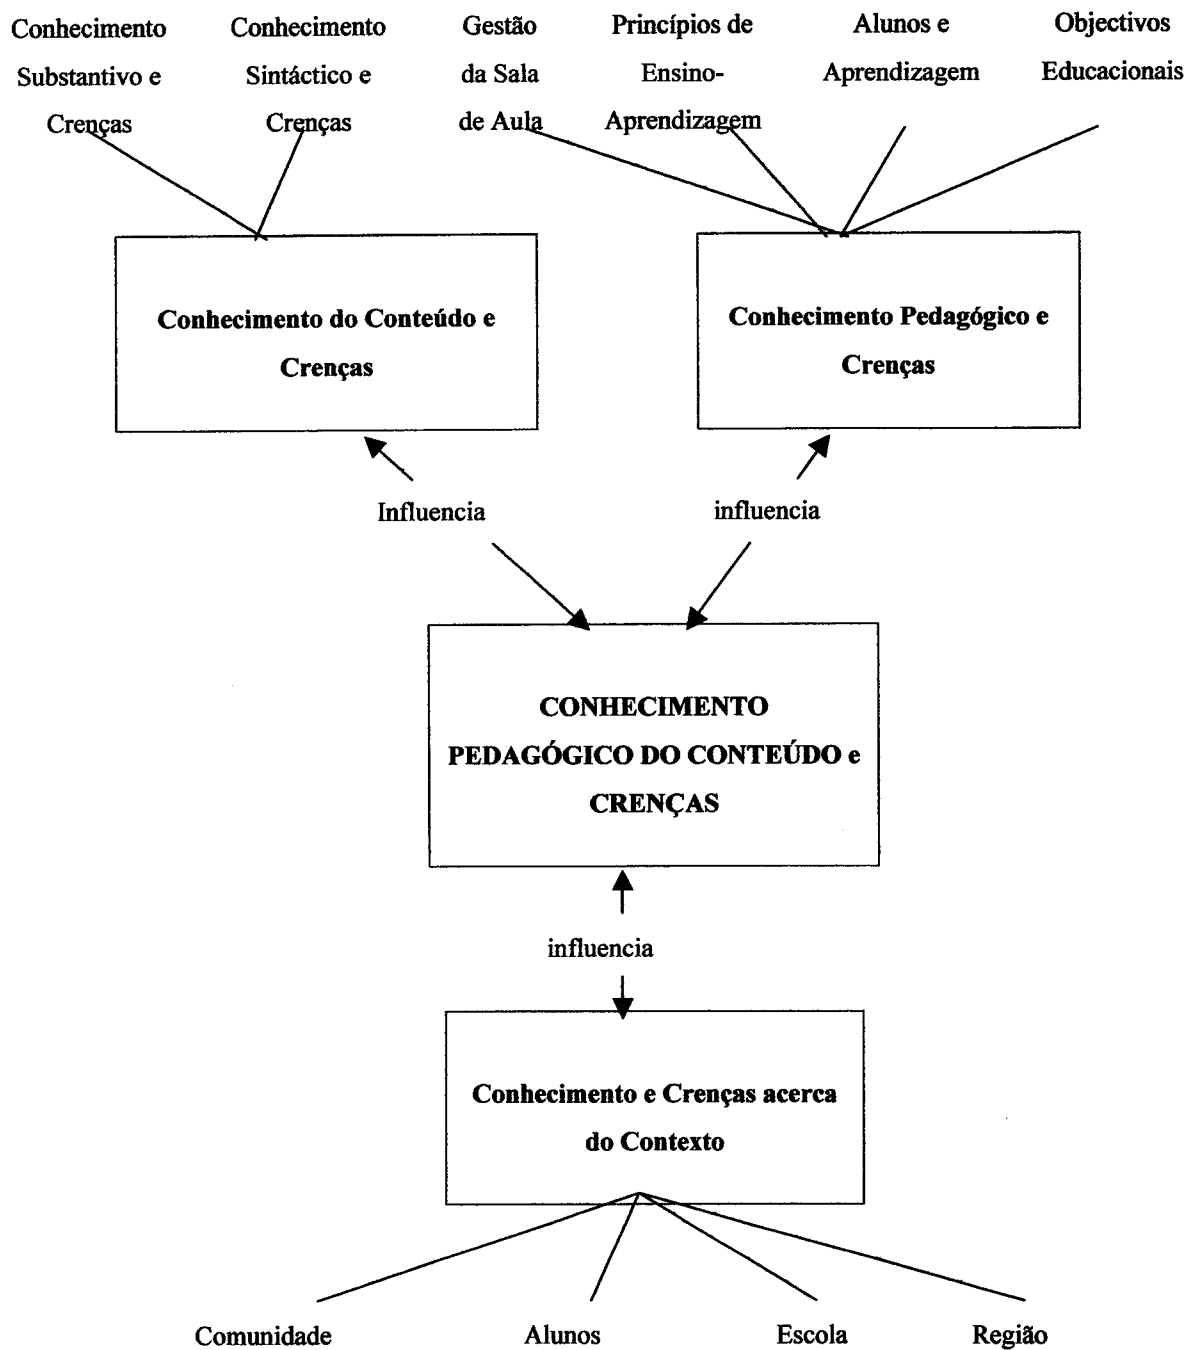 Conhecimento
Substantivo e
Crenças
Conhecimento
Sintáctico e
Crenças
Gestão
da Sala
de Aula
Princípios de
Ensino-
Aprendizagem
Alunos e
Aprendizagem
Objectivos
Educacionais
Conhecimento do Conteúdo e
Crenças
Conhecimento Pedagógico e
Crenças
Influencia
influencia
CONHECIMENTO
PEDAGÓGICO DO CONTEÚDO e
CRENÇAS
influencia
Conhecimento e Crenças acerca
do Contexto
Comunidade
Alunos
Escola
Região